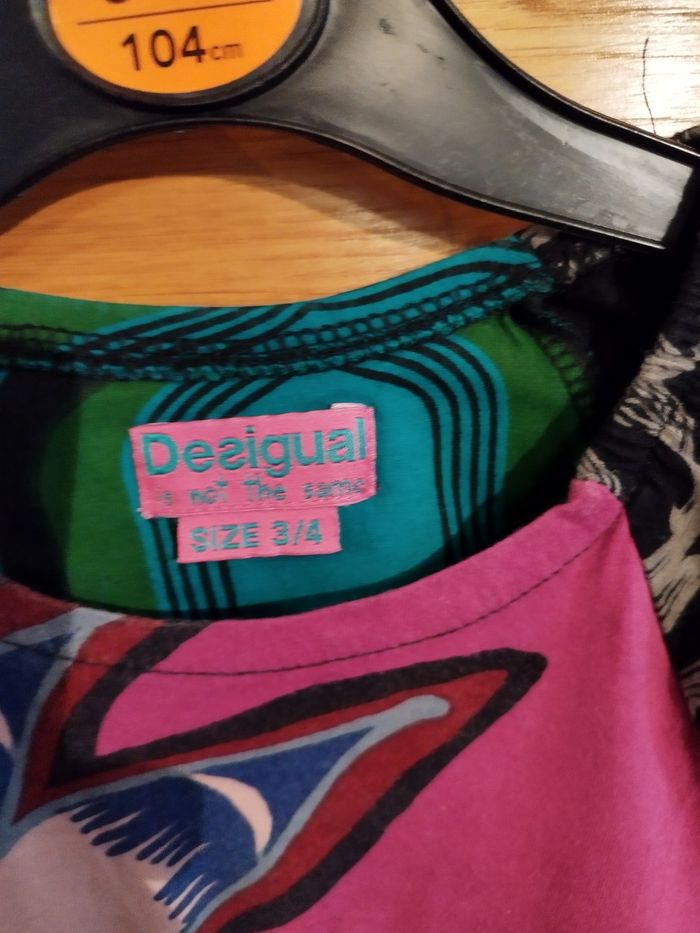 104cm
Desigual
is not The same
SIZE 3/4